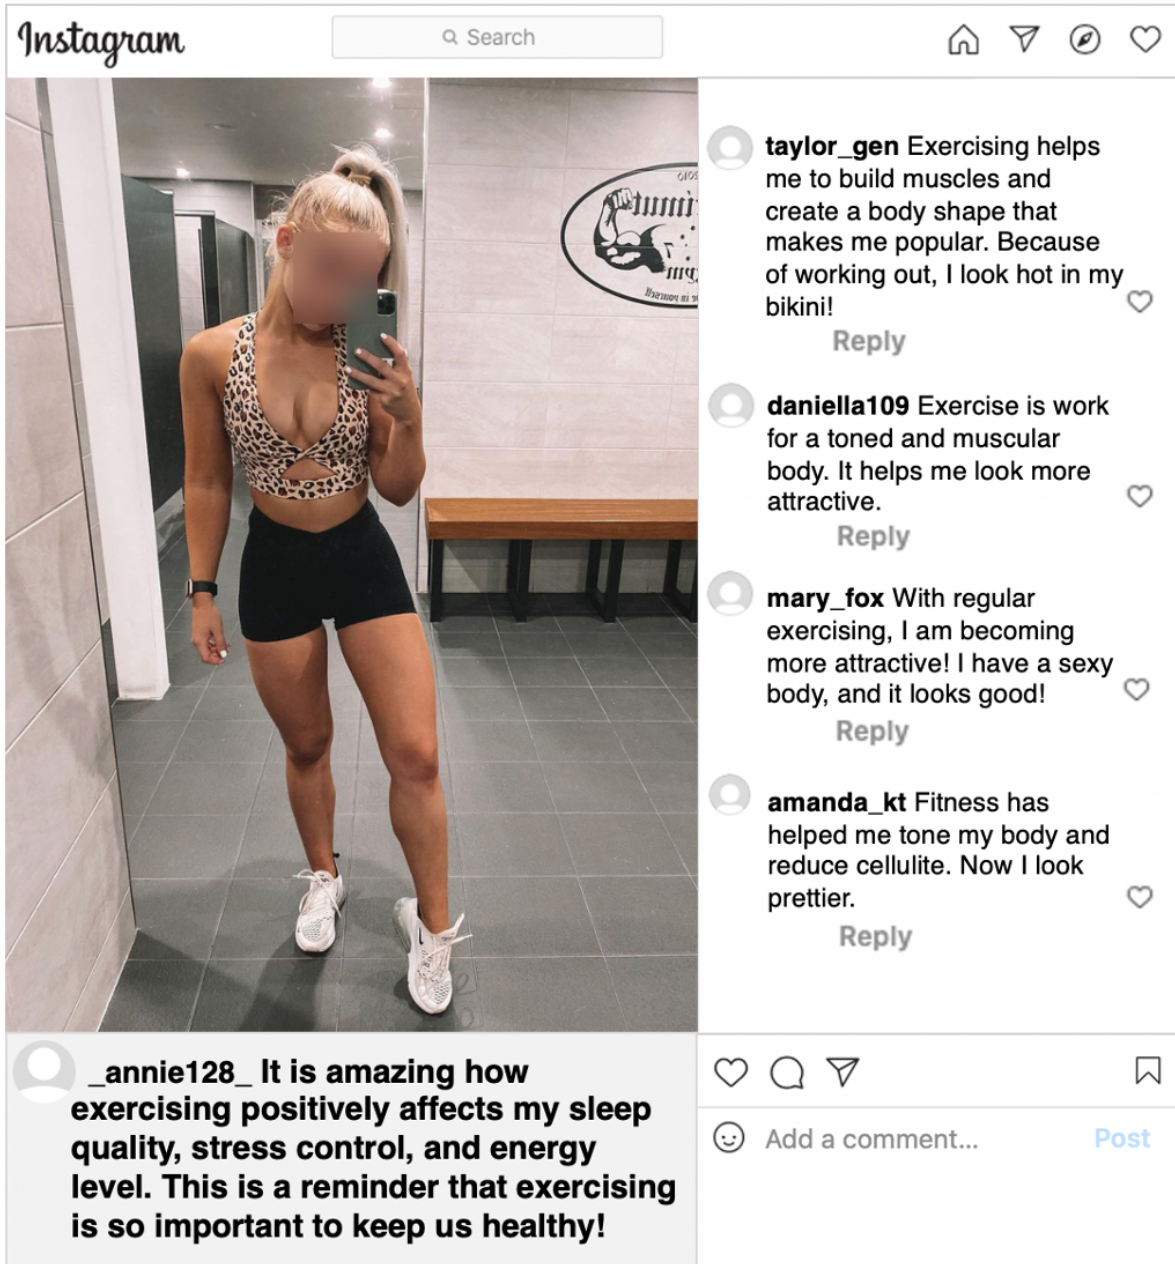 Instagram
Search
taylor_gen Exercising helps
me to build muscles and
create a body shape that
makes me popular. Because
of working out, I look hot in my
bikini!
Reply
daniella109 Exercise is work
for a toned and muscular
body. It helps me look more
attractive.
Reply
mary_fox With regular
exercising, I am becoming
more attractive! I have a sexy
body, and it looks good!
Reply
amanda_kt Fitness has
helped me tone my body and
reduce cellulite. Now I look
prettier.
Reply
_annie128_ It is amazing how
exercising positively affects my sleep
quality, stress control, and energy
level. This is a reminder that exercising
is so important to keep us healthy!
Add a comment...
Post